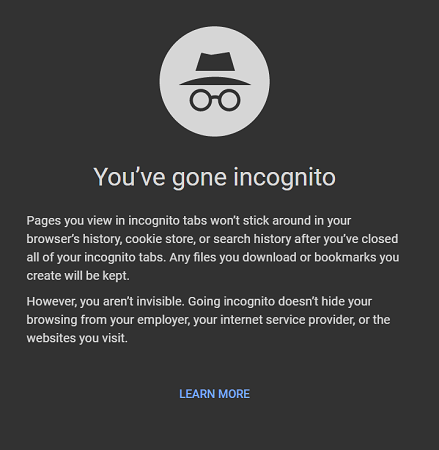 You’ve gone incognito
Pages you view in incognito tabs won’t stick around in your
browser’s history, cookie store, or search history after you’ve closed
all of your incognito tabs. Any files you download or bookmarks you
create will be kept.
However, you aren’t invisible. Going incognito doesn’t hide your
browsing from your employer, your internet service provider, or the
websites you visit.
LEARN MORE